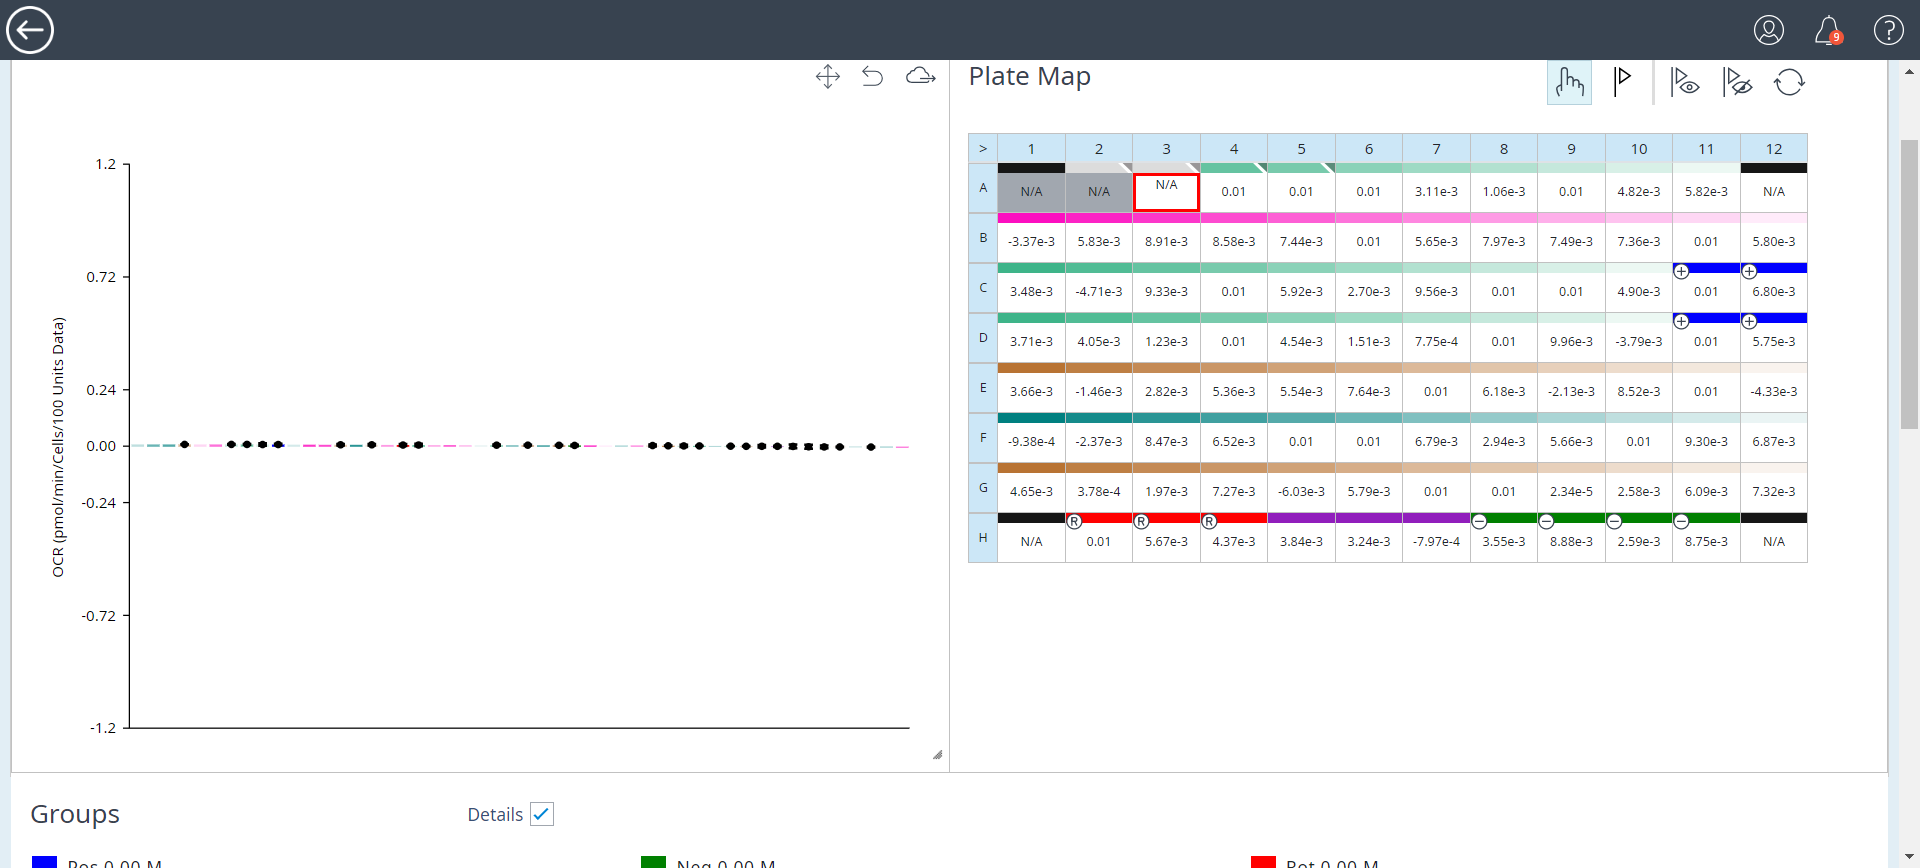 9
?
Plate Map
1.2
0.72
0.24
0.00
-0.24
-0.72
-1.2
OCR (pmol/min/Cells/100 Units Data)
> 1 2 3 4 5 6 7 8 9 10 11 12
A N/A N/A N/A 0.01 0.01 0.01 3.11e-3 1.06e-3 0.01 4.82e-3 5.82e-3 N/A
B -3.37e-3 5.83e-3 8.91e-3 8.58e-3 7.44e-3 0.01 5.65e-3 7.97e-3 7.49e-3 7.36e-3 0.01 5.80e-3
+ +
C 3.48e-3 -4.71e-3 9.33e-3 0.01 5.92e-3 2.70e-3 9.56e-3 0.01 0.01 4.90e-3 0.01 6.80e-3
+ +
D 3.71e-3 4.05e-3 1.23e-3 0.01 4.54e-3 1.51e-3 7.75e-4 0.01 9.96e-3 -3.79e-3 0.01 5.75e-3
E 3.66e-3 -1.46e-3 2.82e-3 5.36e-3 5.54e-3 7.64e-3 0.01 6.18e-3 -2.13e-3 8.52e-3 0.01 -4.33e-3
F -9.38e-4 -2.37e-3 8.47e-3 6.52e-3 0.01 0.01 6.79e-3 2.94e-3 5.66e-3 0.01 9.30e-3 6.87e-3
G 4.65e-3 3.78e-4 1.97e-3 7.27e-3 -6.03e-3 5.79e-3 0.01 0.01 2.34e-5 2.58e-3 6.09e-3 7.32e-3
R R R − − − −
H N/A 0.01 5.67e-3 4.37e-3 3.84e-3 3.24e-3 -7.97e-4 3.55e-3 8.88e-3 2.59e-3 8.75e-3 N/A
Groups
Details
Pos 0.00 M
Neg 0.00 M
Rot 0.00 M